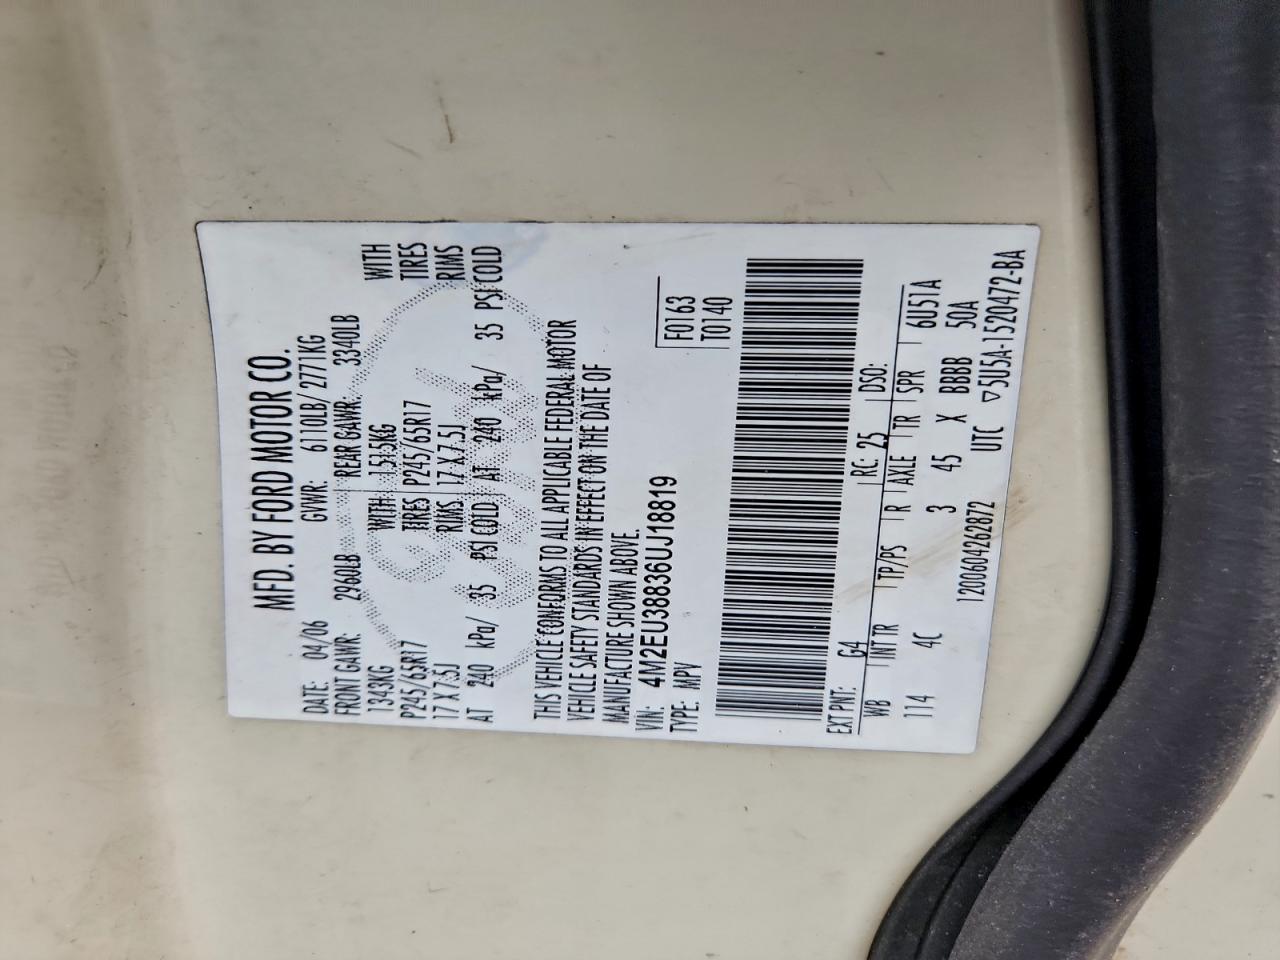 MFD. BY FORD MOTOR CO.
DATE: 04/06 GVWR: 6110LB/ 2771KG
FRONT GAWR: 2960LB REAR GAWR: 3340LB
1343KG WITH 1515KG WITH
P245/65R17 TIRES P245/65R17 TIRES
17 X 7.5J RIMS 17 X 7.5J RIMS
AT 240 kPa/ 35 PSI COLD AT 240 kPa/ 35 PSI COLD
THIS VEHICLE CONFORMS TO ALL APPLICABLE FEDERAL MOTOR
VEHICLE SAFETY STANDARDS IN EFFECT ON THE DATE OF
MANUFACTURE SHOWN ABOVE.
VIN: 4M2EU38836UJ18819 F0163
TYPE: MPV T0140
EXT PNT: G4 RC: 25 DSO:
WB INT TR TP/PS R AXLE TR SPR 6U5TA
114 4C 3 45 X BBBB 50A
UTC ▽5U5A-1520472-BA
1200604262872